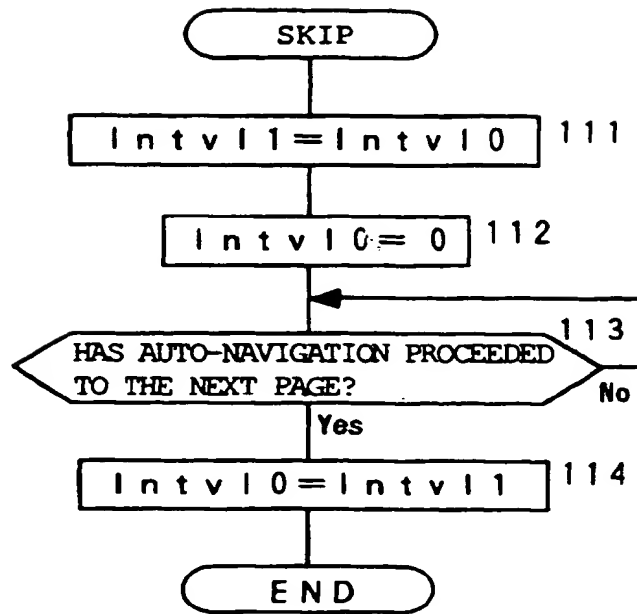 SKIP
Intvl1=Intvl0 111
Intvl0=0 112
113
HAS AUTO-NAVIGATION PROCEEDED
TO THE NEXT PAGE?
No
Yes
Intvl0=Intvl1 114
END